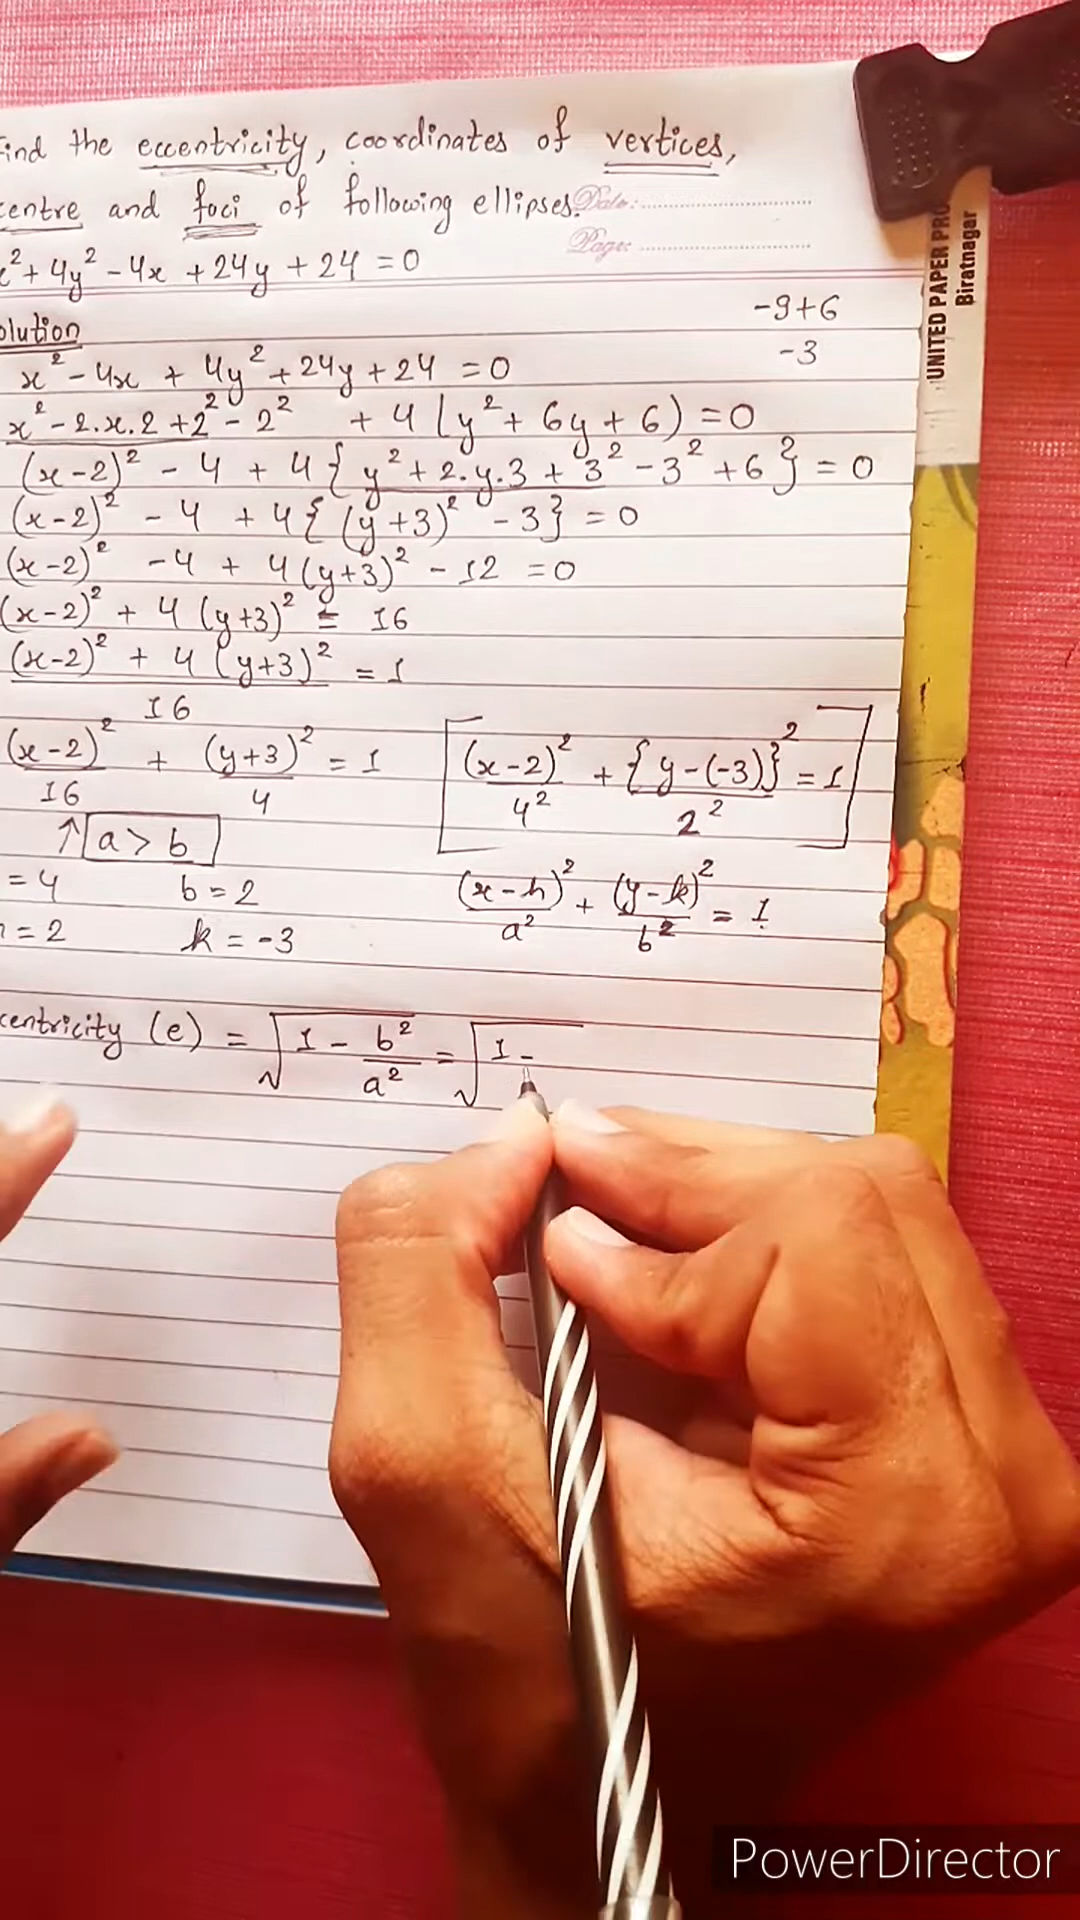 Find the eccentricity, coordinates of vertices,
centre and foci of following ellipses.
Date:
Page:
x² + 4y² - 4x + 24y + 24 = 0
Solution
x² - 4x + 4y² + 24y + 24 = 0
-9+6
-3
x² - 2.x.2 + 2² - 2² + 4 (y² + 6y + 6) = 0
(x-2)² - 4 + 4 { y² + 2.y.3 + 3² - 3² + 6 } = 0
(x-2)² - 4 + 4 { (y+3)² - 3 } = 0
(x-2)² - 4 + 4 (y+3)² - 12 = 0
(x-2)² + 4 (y+3)² = 16
(x-2)² + 4 (y+3)² = 1
16
(x-2)² + (y+3)² = 1
16 4
(x-2)² + { y-(-3) }² = 1
4² 2²
↑ a > b
= 4 b = 2
(x-h)² + (y-k)² = 1
a² b²
= 2 k = -3
centricity (e) = √1 - b²/a² = √1 -
UNITED PAPER PRO
Biratnagar
PowerDirector